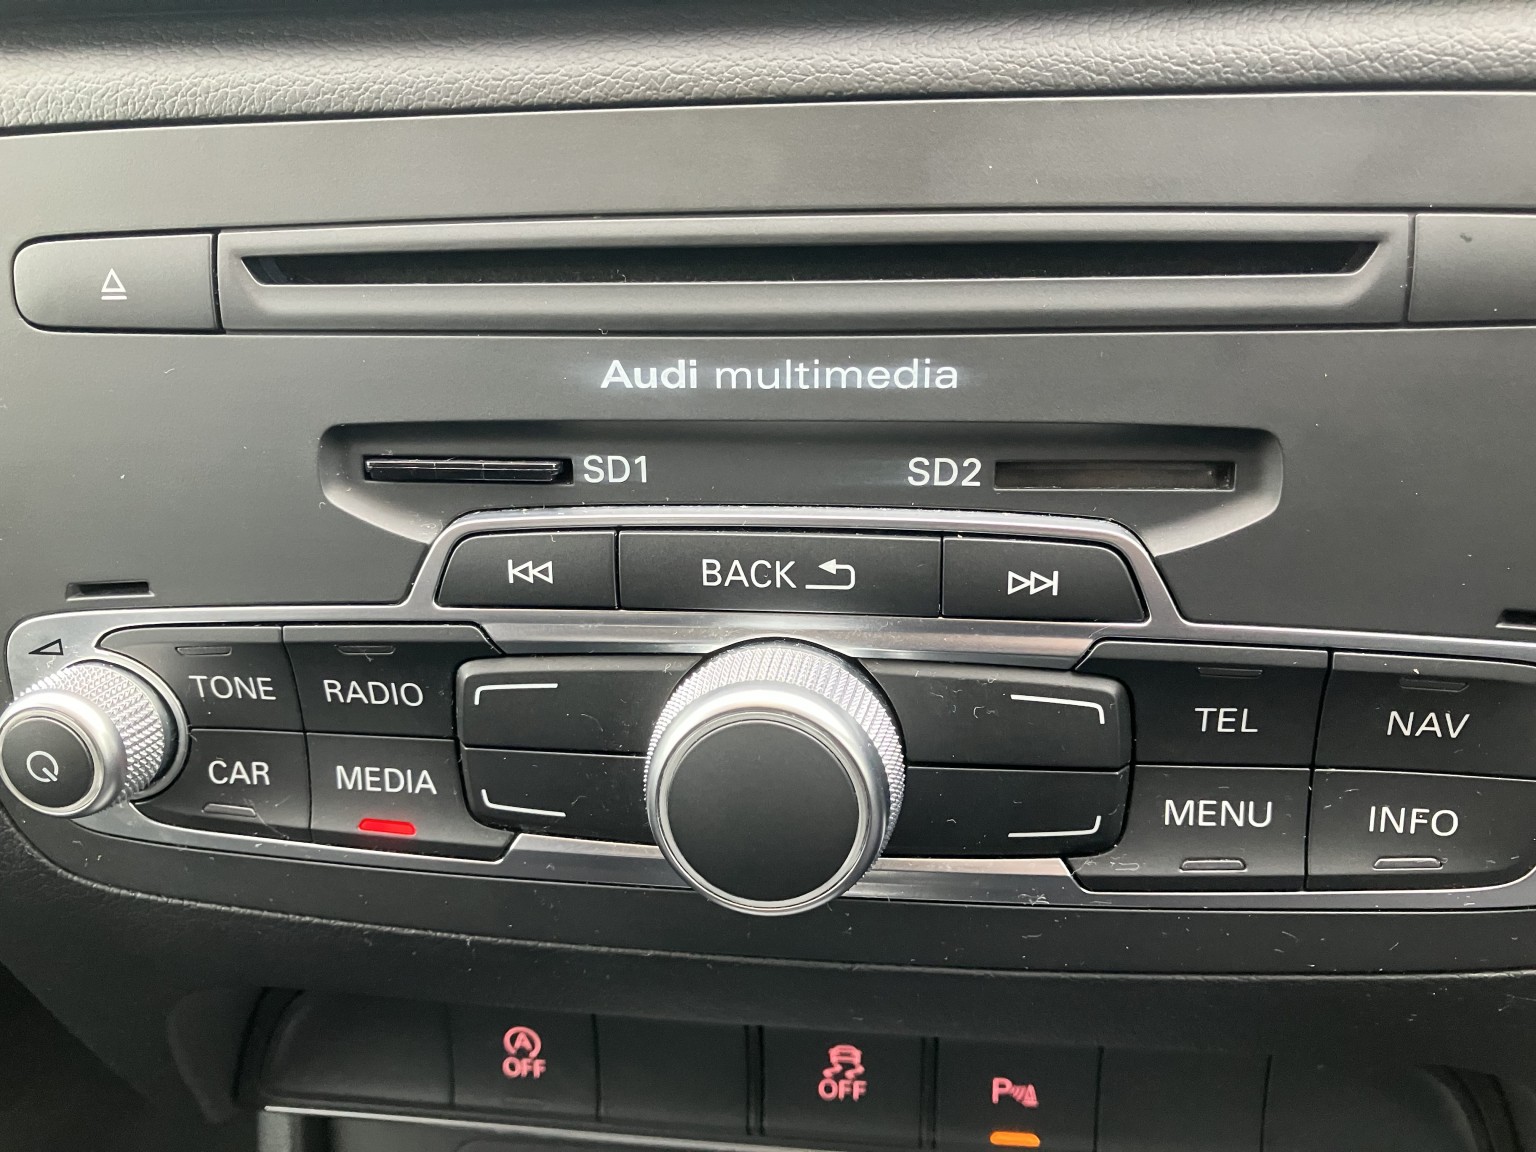 Audi multimedia
SD1 SD2
BACK
TONE RADIO TEL NAV
CAR MEDIA MENU INFO
A OFF
OFF
P